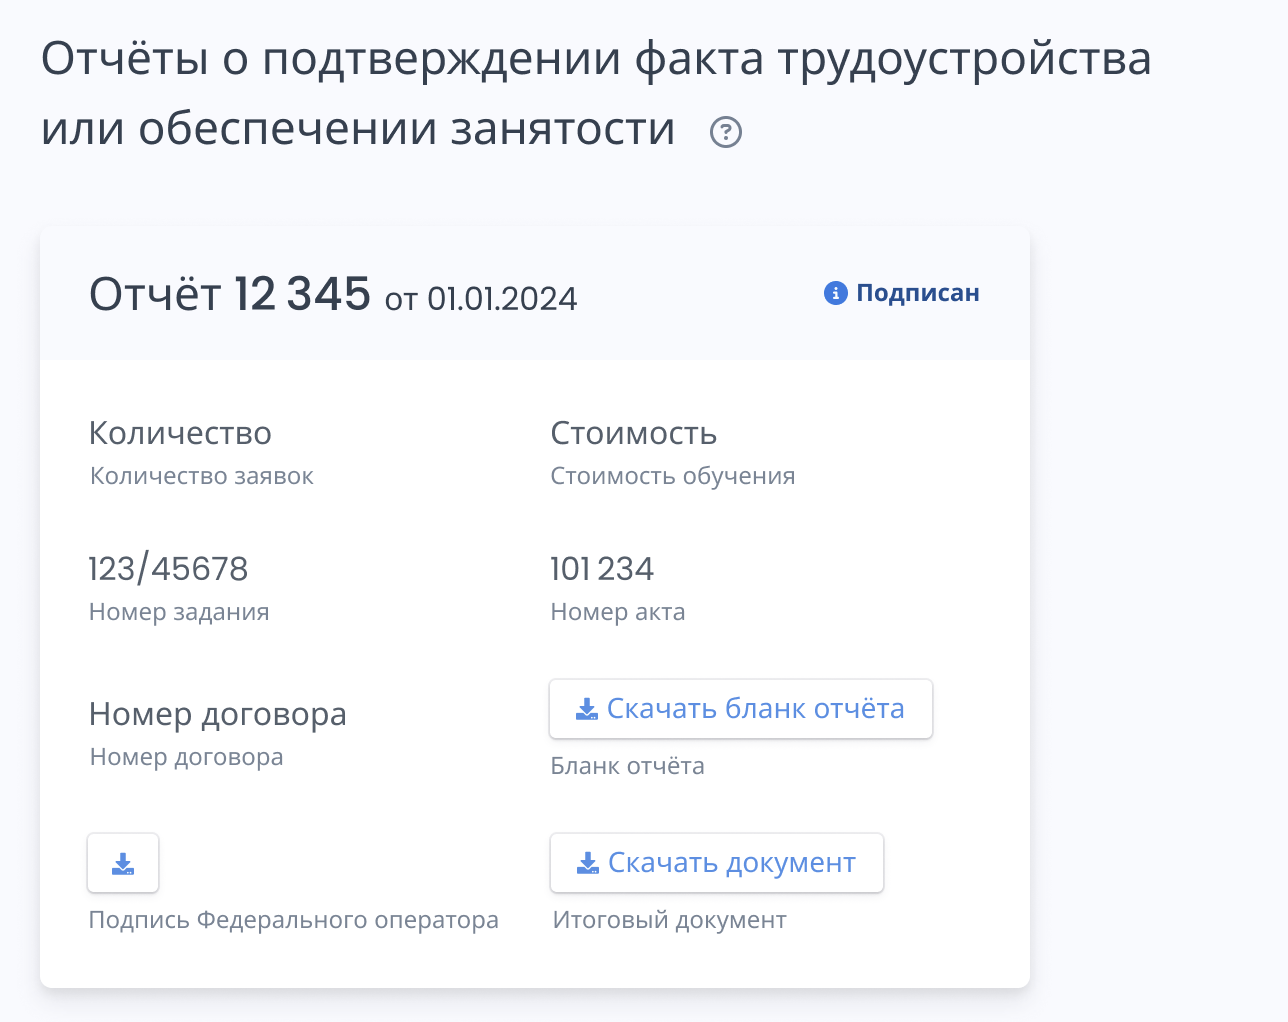 Отчёты о подтверждении факта трудоустройства
или обеспечении занятости ?
Отчёт 12 345 от 01.01.2024
Подписан
Количество
Количество заявок
Стоимость
Стоимость обучения
123/45678
Номер задания
101 234
Номер акта
Номер договора
Номер договора
Скачать бланк отчёта
Бланк отчёта
Подпись Федерального оператора
Скачать документ
Итоговый документ